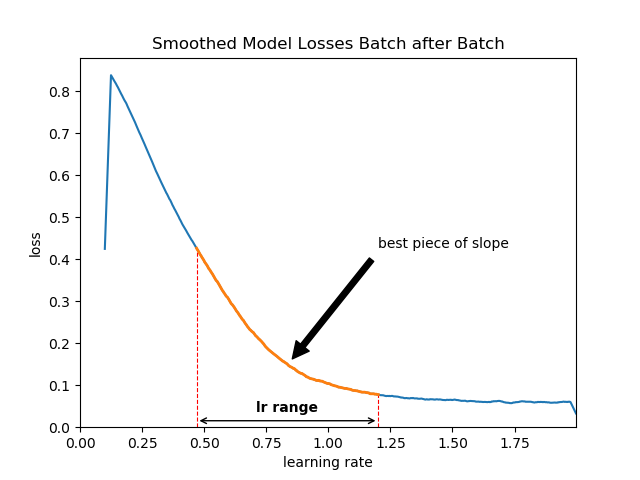 Smoothed Model Losses Batch after Batch
0.8
0.7
0.6
0.5
0.4
0.3
0.2
0.1
0.0
loss
best piece of slope
lr range
0.00 0.25 0.50 0.75 1.00 1.25 1.50 1.75
learning rate